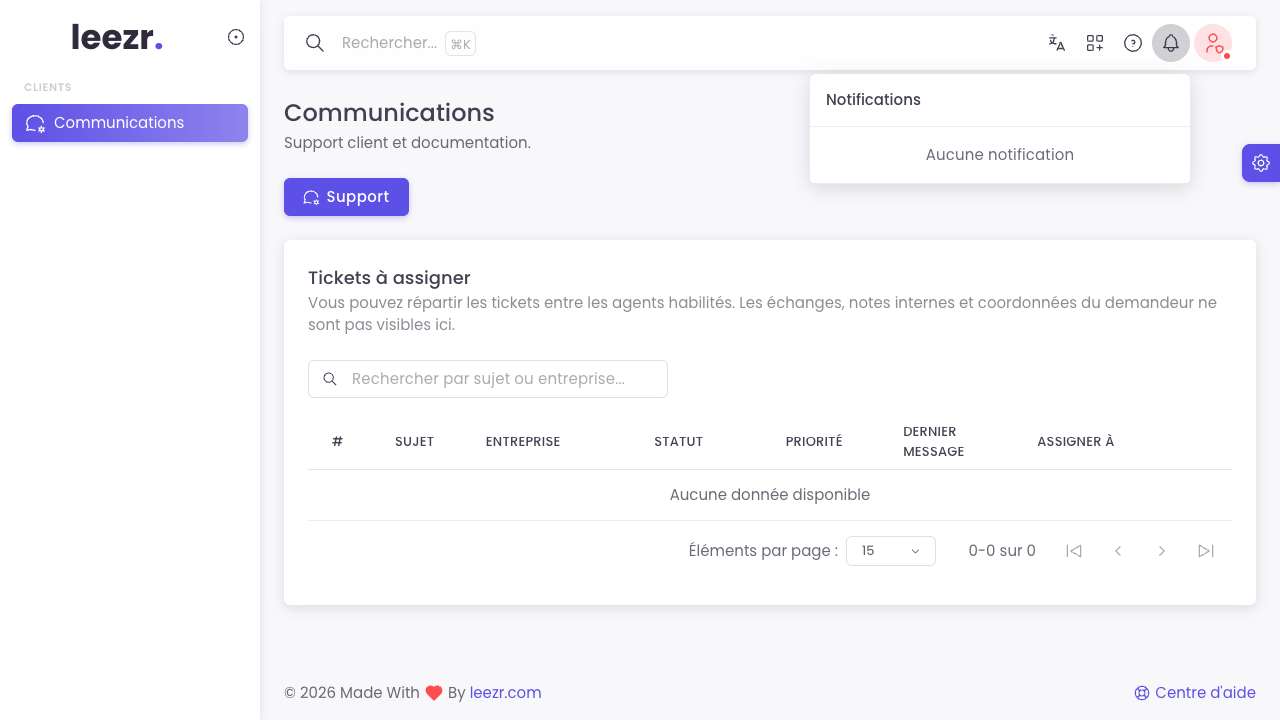 leezr.
CLIENTS
Communications
Rechercher... ⌘K
Notifications
Aucune notification
Communications
Support client et documentation.
Support
Tickets à assigner
Vous pouvez répartir les tickets entre les agents habilités. Les échanges, notes internes et coordonnées du demandeur ne
sont pas visibles ici.
Rechercher par sujet ou entreprise...
# SUJET ENTREPRISE STATUT PRIORITÉ DERNIER MESSAGE ASSIGNER À
Aucune donnée disponible
Éléments par page : 15 0-0 sur 0
© 2026 Made With By leezr.com
Centre d'aide